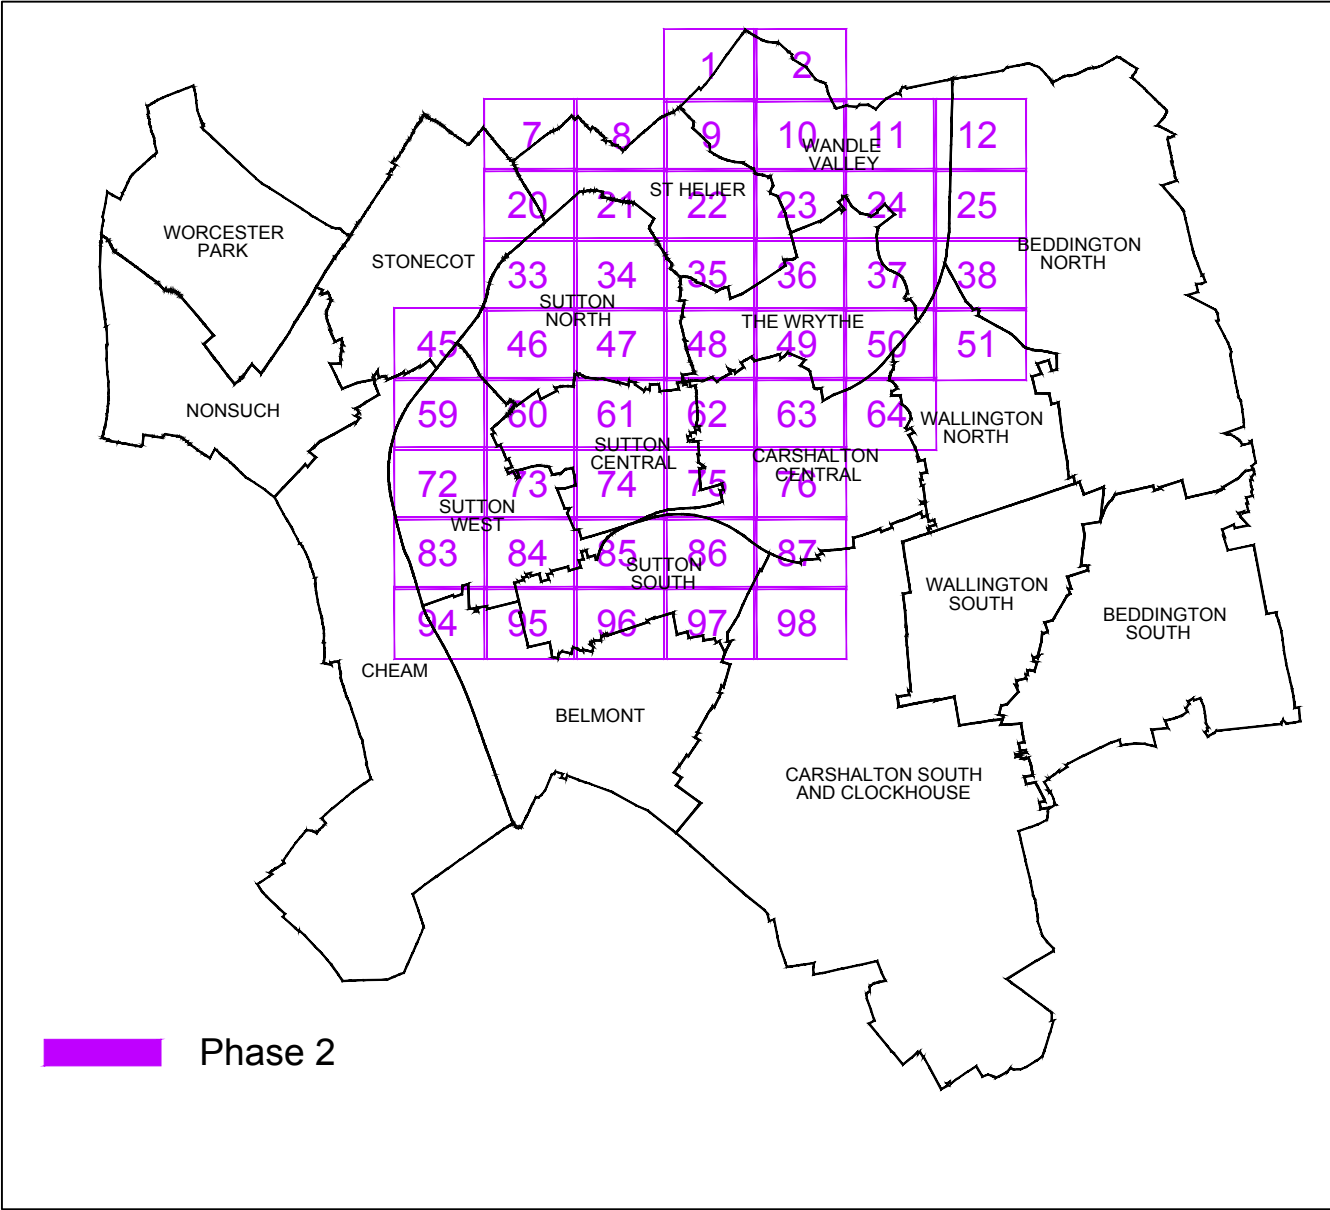 1 2
7 8 9 10 11 12
WANDLE
VALLEY
ST HELIER
20 21 22 23 24 25
WORCESTER
PARK
STONECOT
BEDDINGTON
NORTH
33 34 35 36 37 38
SUTTON
NORTH
THE WRYTHE
45 46 47 48 49 50 51
NONSUCH
59 60 61 62 63 64
WALLINGTON
NORTH
SUTTON
CENTRAL
CARSHALTON
CENTRAL
72 73 74 75 76
SUTTON
WEST
83 84 85 86 87
SUTTON
SOUTH
WALLINGTON
SOUTH
BEDDINGTON
SOUTH
94 95 96 97 98
CHEAM
BELMONT
CARSHALTON SOUTH
AND CLOCKHOUSE
Phase 2